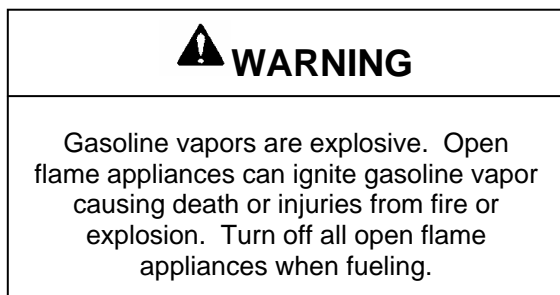 WARNING
Gasoline vapors are explosive.  Open
flame appliances can ignite gasoline vapor
causing death or injuries from fire or
explosion.  Turn off all open flame
appliances when fueling.